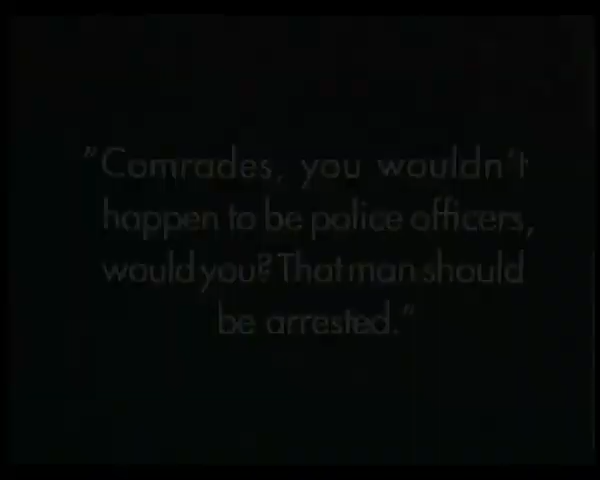 "Comrades, you wouldn't
happen to be police officers,
would you? That man should
be arrested."